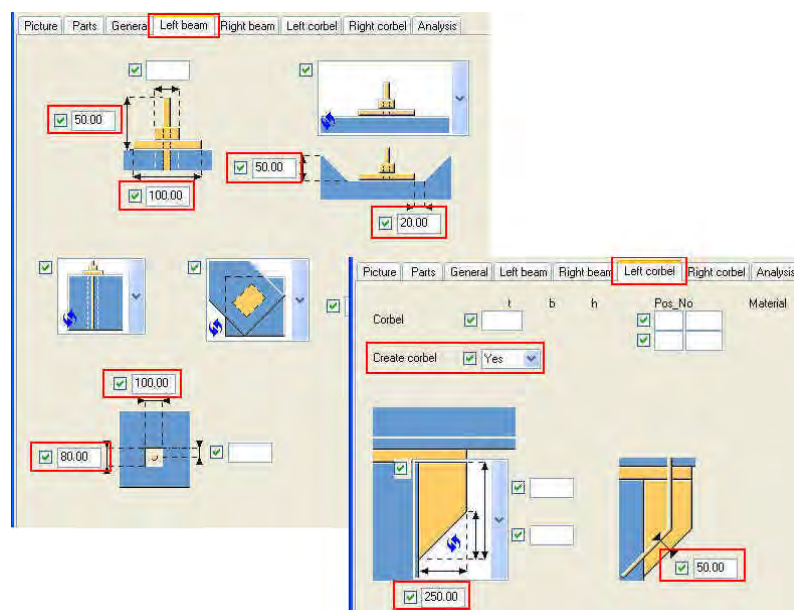 Picture Parts General Left beam Right beam Left corbel Right corbel Analysis
50.00
100.00
50.00
20.00
100.00
80.00
Picture Parts General Left beam Right beam Left corbel Right corbel Analysis
t b h Pos_No Material
Corbel
Create corbel Yes
250.00
50.00